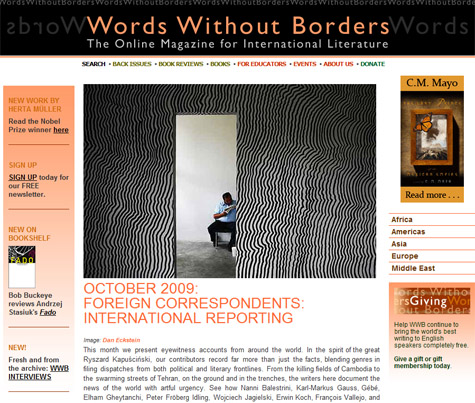 WordsWithoutBorders WordsWithoutBorders WordsWithoutBorders WordsWithoutBorders
Words Words Without Borders Words
The Online Magazine for International Literature
SEARCH • BACK ISSUES • BOOK REVIEWS • BOOKS • FOR EDUCATORS • EVENTS • ABOUT US • DONATE
NEW WORK BY
HERTA MÜLLER
Read the Nobel
Prize winner here
SIGN UP
SIGN UP today for
our FREE
newsletter.
NEW ON
BOOKSHELF
FADO
Bob Buckeye
reviews Andrzej
Stasiuk's Fado
NEW!
Fresh and from
the archive: WWB
INTERVIEWS
OCTOBER 2009:
FOREIGN CORRESPONDENTS:
INTERNATIONAL REPORTING
Image: Dan Eckstein
This month we present eyewitness accounts from around the world. In the spirit of the great
Ryszard Kapuściński, our contributors record far more than just the facts, blending genres in
filing dispatches from both political and literary frontlines. From the killing fields of Cambodia to
the swarming streets of Tehran, on the ground and in the trenches, the writers here document the
news of the world with artful urgency. See how Nanni Balestrini, Karl-Markus Gauss, Gébé,
Elham Gheytanchi, Peter Fröberg Idling, Wojciech Jagielski, Erwin Koch, François Vallejo, and
C.M. Mayo
Read more . . .
Africa
Americas
Asia
Europe
Middle East
Words With
ers Giving Wor
ut Borders
Help WWB continue to
bring the world's best
writing to English
speakers completely free.
Give a gift or gift
membership today.